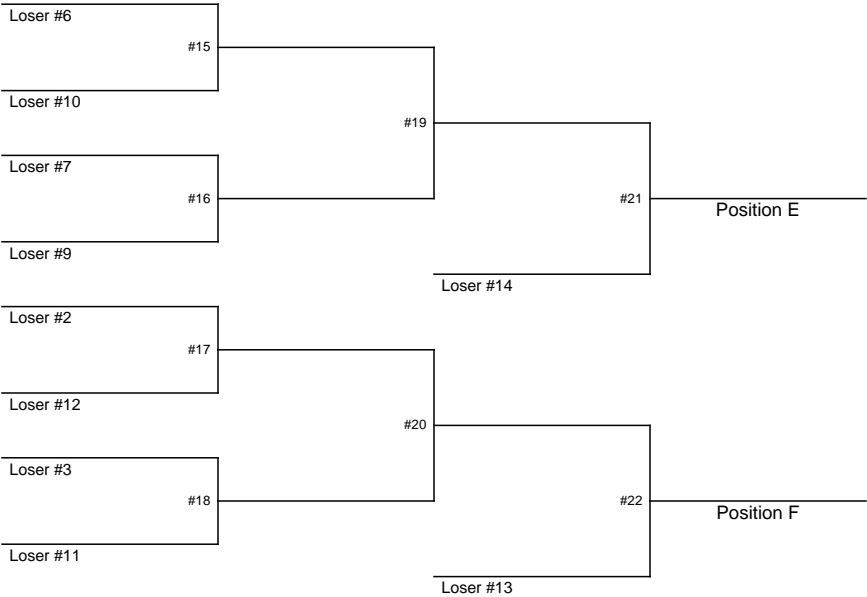 Loser #6
#15
Loser #10
#19
Loser #7
#16
#21
Position E
Loser #9
Loser #14
Loser #2
#17
Loser #12
#20
Loser #3
#18
#22
Position F
Loser #11
Loser #13